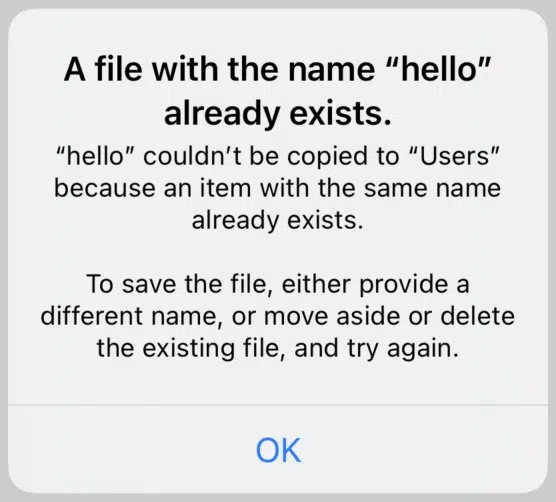 A file with the name “hello”
already exists.
“hello” couldn’t be copied to “Users”
because an item with the same name
already exists.
To save the file, either provide a
different name, or move aside or delete
the existing file, and try again.
OK